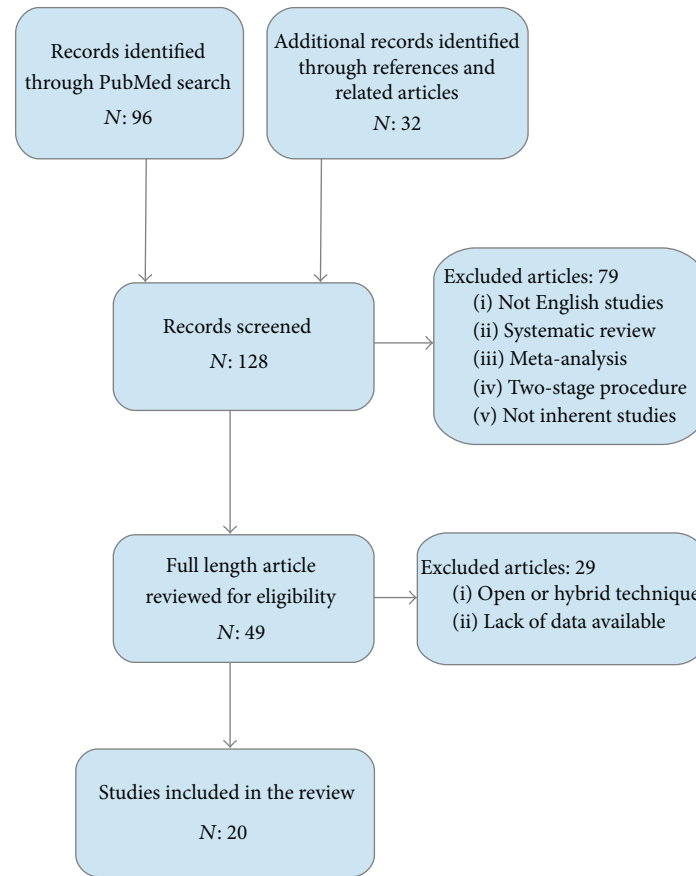 Records identified
through PubMed search
N: 96
Additional records identified
through references and
related articles
N: 32
Records screened
N: 128
Excluded articles: 79
(i) Not English studies
(ii) Systematic review
(iii) Meta-analysis
(iv) Two-stage procedure
(v) Not inherent studies
Full length article
reviewed for eligibility
N: 49
Excluded articles: 29
(i) Open or hybrid technique
(ii) Lack of data available
Studies included in the review
N: 20